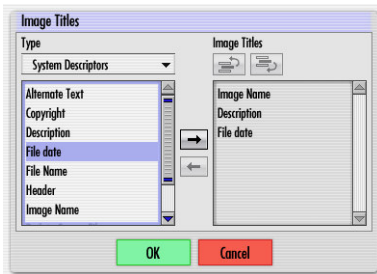 Image Titles
Type
System Descriptors
Alternate Text
Copyright
Description
File date
File Name
Header
Image Name
Image Titles
Image Name
Description
File date
OK
Cancel